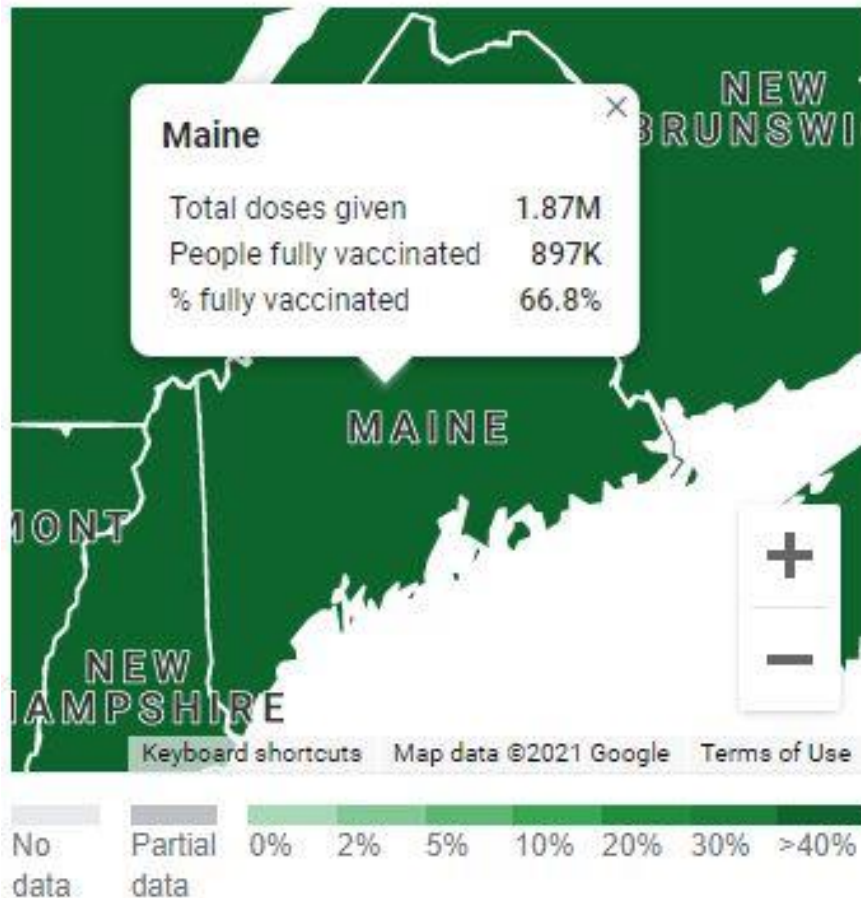 NEW
BRUNSWI
Maine
Total doses given 1.87M
People fully vaccinated 897K
% fully vaccinated 66.8%
MAINE
MONT
NEW
HAMPSHIRE
+
−
Keyboard shortcuts Map data ©2021 Google Terms of Use
No data Partial data 0% 2% 5% 10% 20% 30% >40%